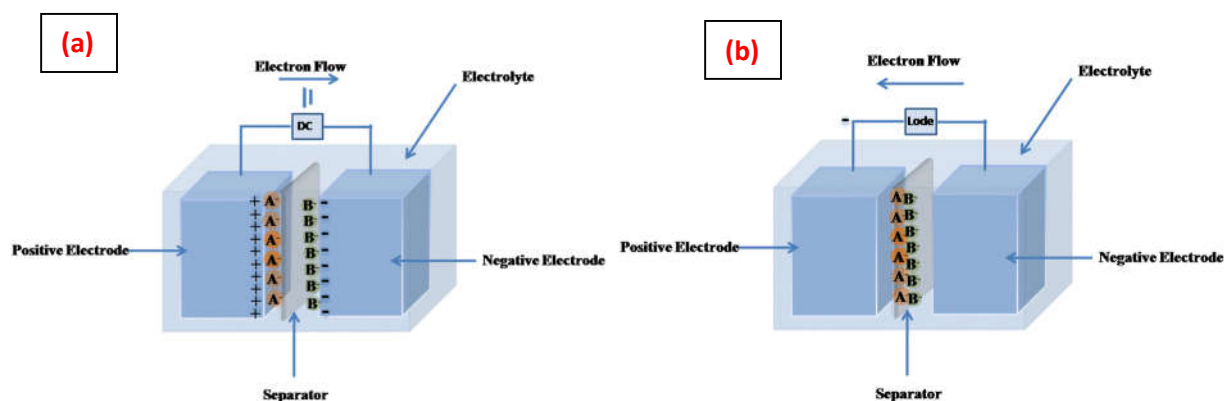 (a)
Electron Flow
Electrolyte
DC
+ A⁻ B⁻ -
+ A⁻ B⁻ -
+ A⁻ B⁻ -
+ A⁻ B⁻ -
+ A⁻ B⁻ -
+ A⁻ B⁻ -
+ A⁻ B⁻ -
Positive Electrode
Negative Electrode
Separator
(b)
Electron Flow
Electrolyte
-
Lode
A B
A B
A B
A B
A B
A B
A B
Positive Electrode
Negative Electrode
Separator